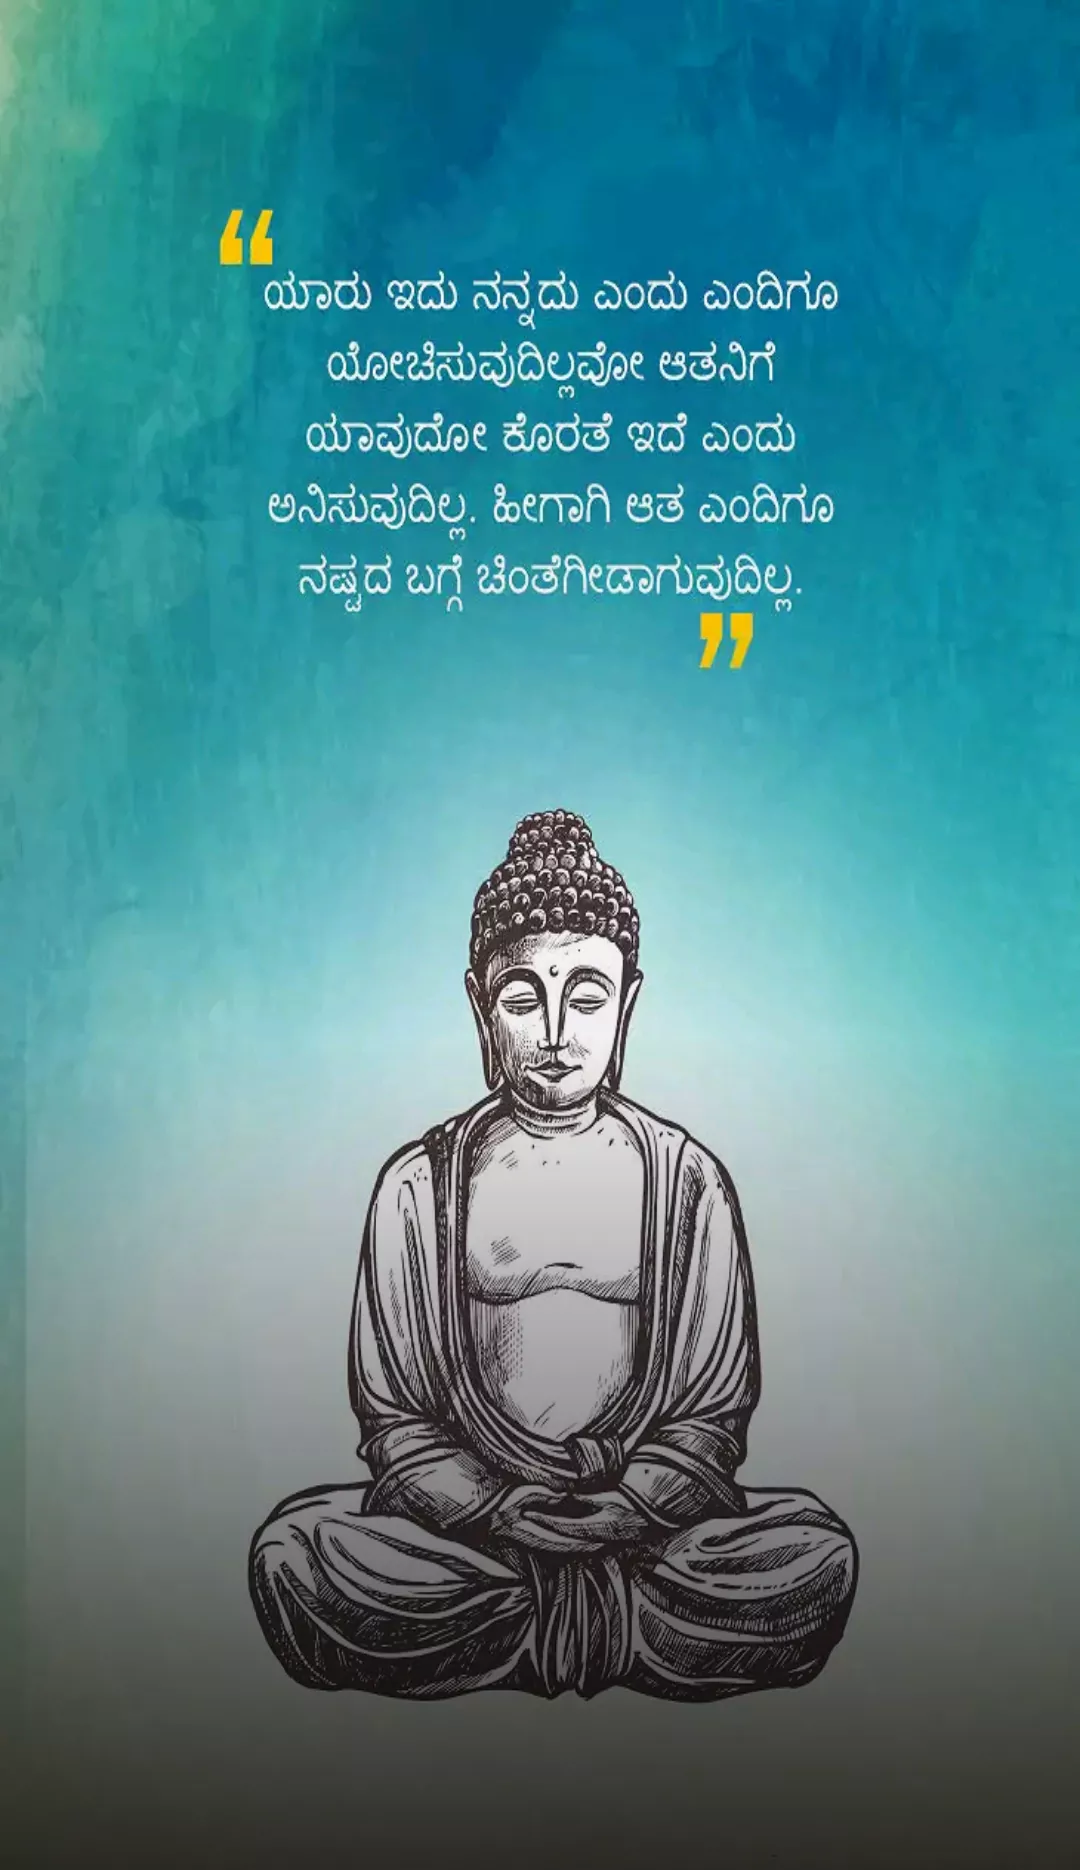 “ಯಾರು ಇದು ನನ್ನದು ಎಂದು ಎಂದಿಗೂ
ಯೋಚಿಸುವುದಿಲ್ಲವೋ ಆತನಿಗೆ
ಯಾವುದೋ ಕೊರತೆ ಇದೆ ಎಂದು
ಅನಿಸುವುದಿಲ್ಲ. ಹೀಗಾಗಿ ಆತ ಎಂದಿಗೂ
ನಷ್ಟದ ಬಗ್ಗೆ ಚಿಂತೆಗೀಡಾಗುವುದಿಲ್ಲ.”